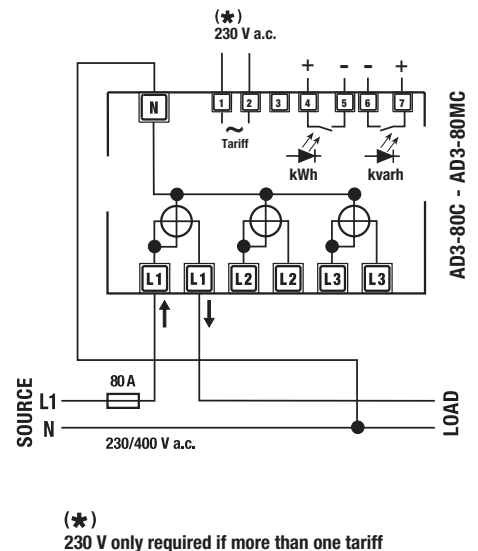 (*)
230 V a.c.
+ - - +
N 1 2 3 4 5 6 7
~
Tariff
kWh kvarh
AD3-80C - AD3-80MC
L1 L1 L2 L2 L3 L3
80 A
SOURCE
L1
N
LOAD
230/400 V a.c.
(*)
230 V only required if more than one tariff